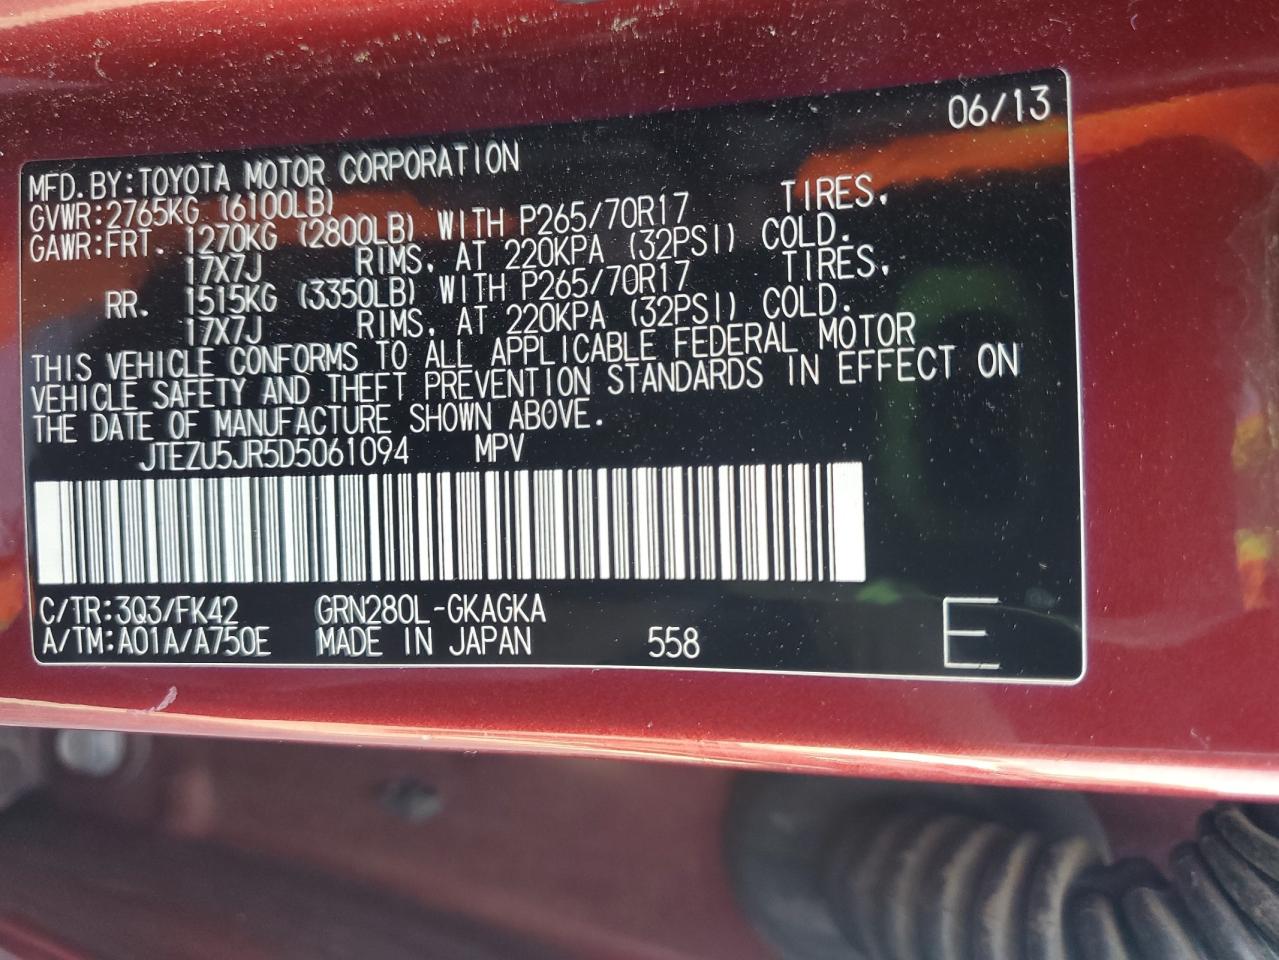 06/13
MFD.BY:TOYOTA MOTOR CORPORATION
GVWR:2765KG (6100LB)
GAWR:FRT. 1270KG (2800LB) WITH P265/70R17 TIRES,
17X7J RIMS, AT 220KPA (32PSI) COLD.
RR. 1515KG (3350LB) WITH P265/70R17 TIRES,
17X7J RIMS, AT 220KPA (32PSI) COLD.
THIS VEHICLE CONFORMS TO ALL APPLICABLE FEDERAL MOTOR
VEHICLE SAFETY AND THEFT PREVENTION STANDARDS IN EFFECT ON
THE DATE OF MANUFACTURE SHOWN ABOVE.
JTEZU5JR5D5061094 MPV
C/TR:3Q3/FK42 GRN280L-GKAGKA
A/TM:A01A/A750E MADE IN JAPAN 558 E